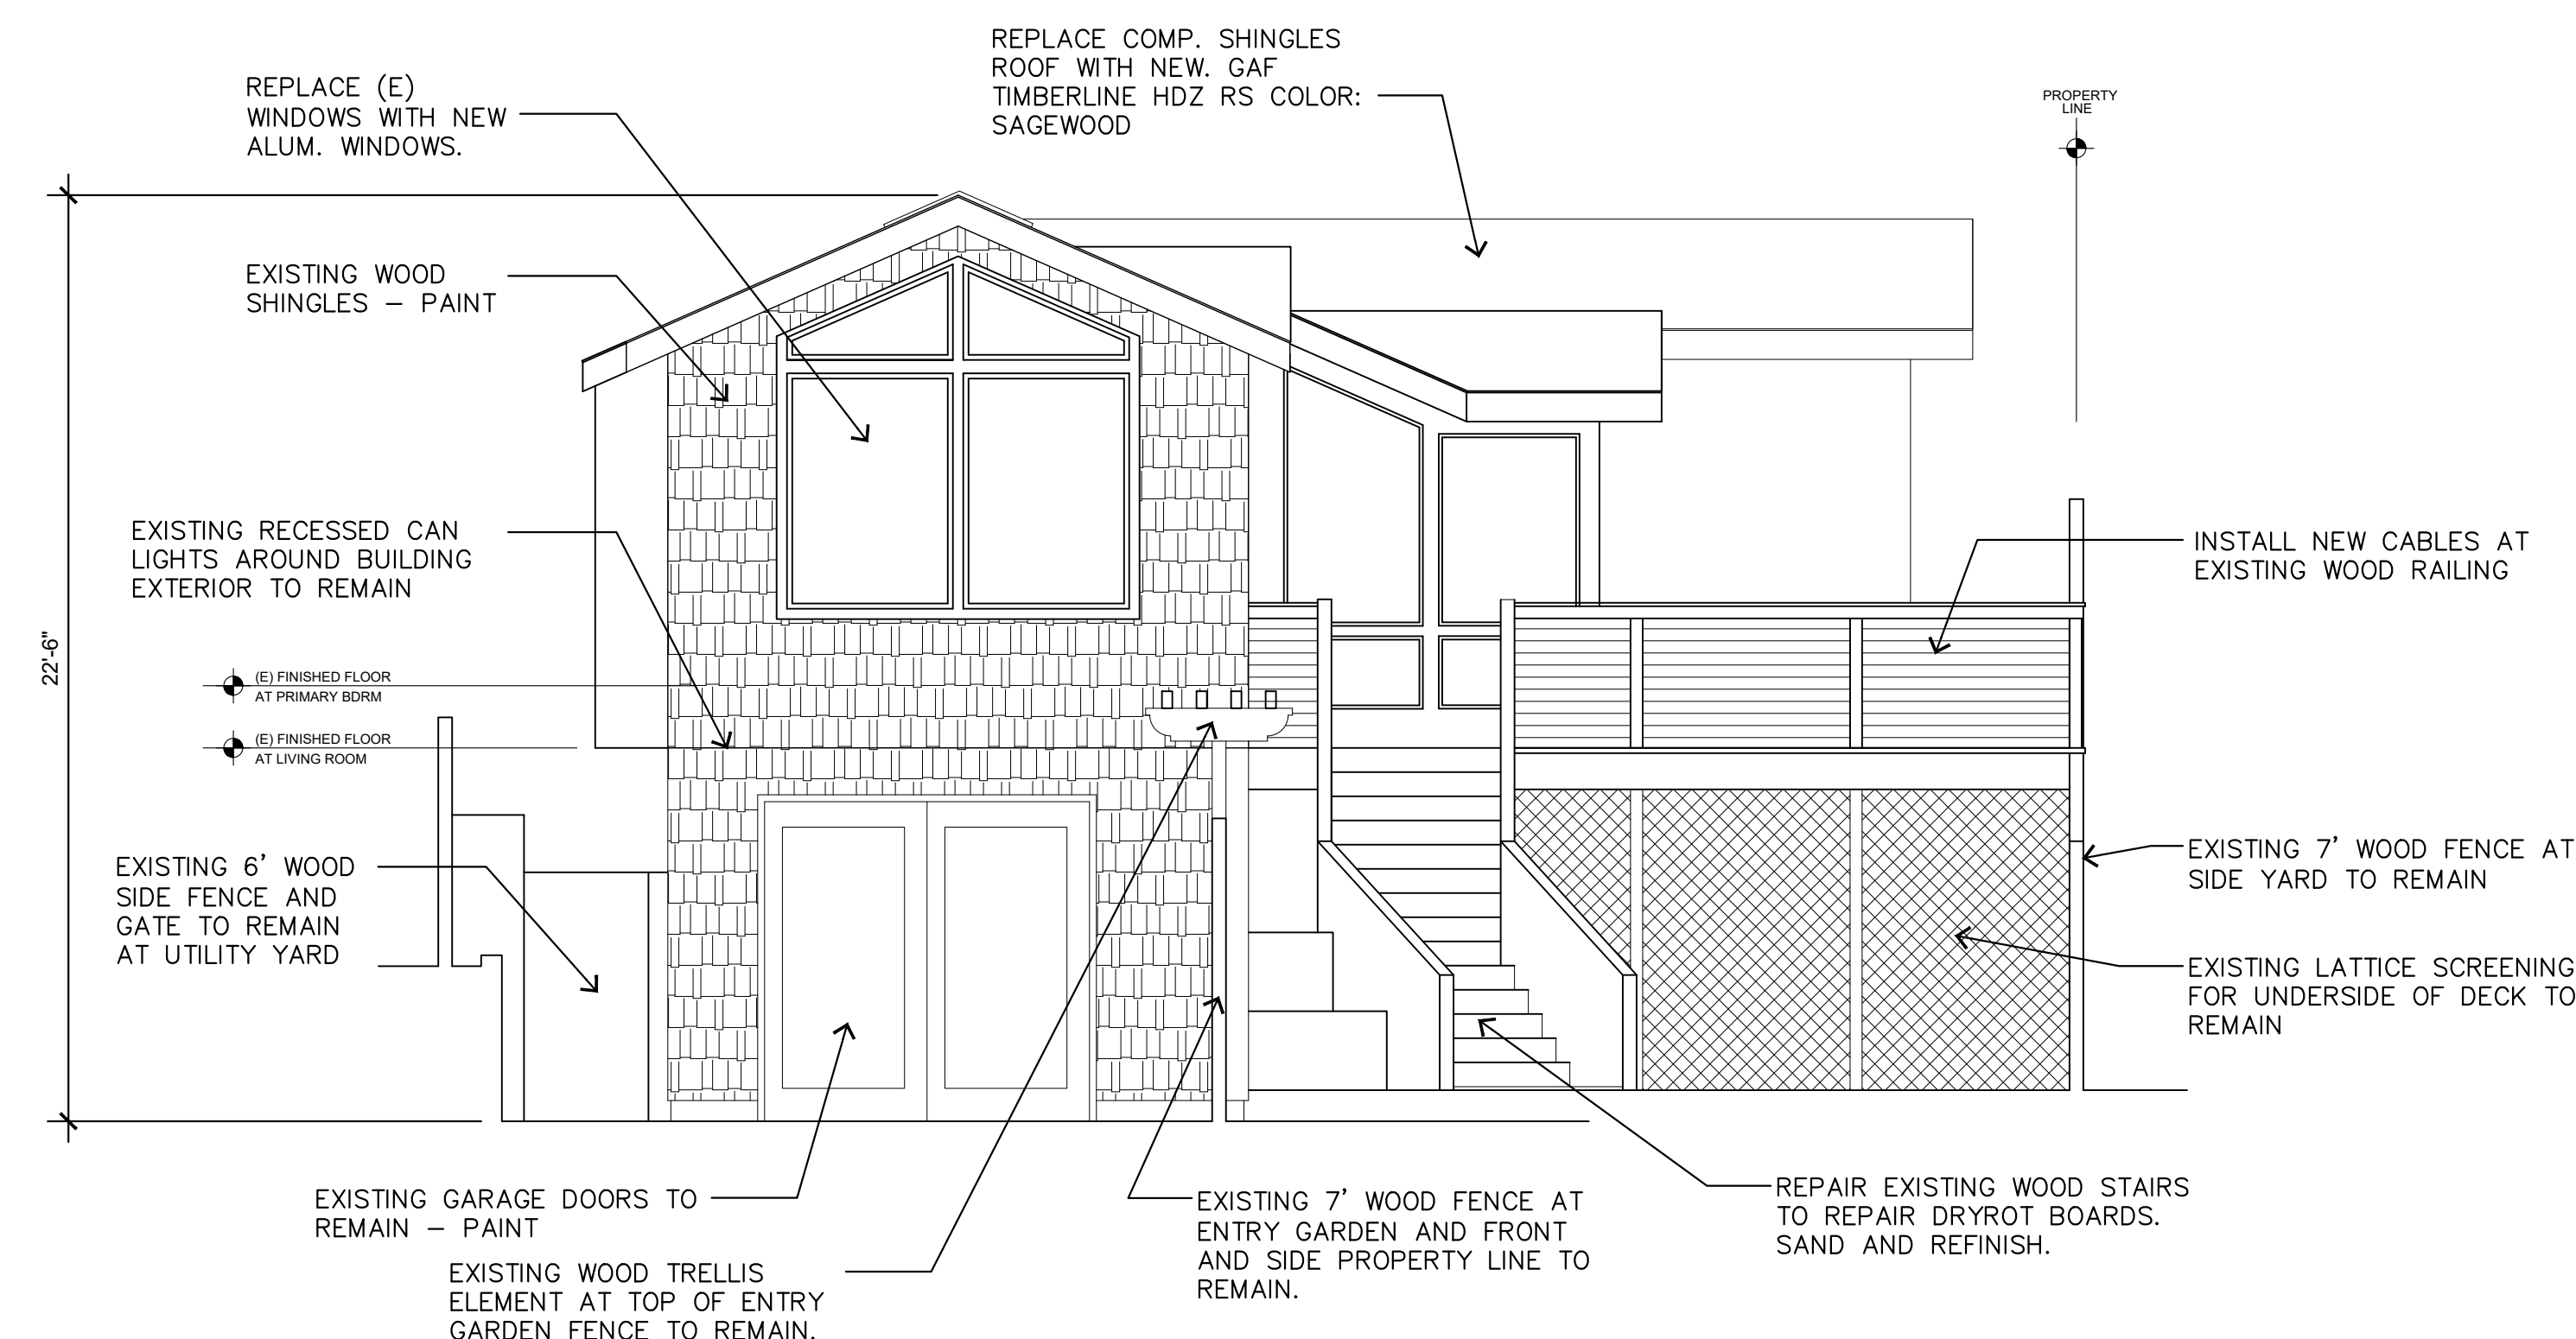 REPLACE COMP. SHINGLES
ROOF WITH NEW. GAF
TIMBERLINE HDZ RS COLOR:
SAGEWOOD
REPLACE (E)
WINDOWS WITH NEW
ALUM. WINDOWS.
PROPERTY
LINE
EXISTING WOOD
SHINGLES – PAINT
EXISTING RECESSED CAN
LIGHTS AROUND BUILDING
EXTERIOR TO REMAIN
INSTALL NEW CABLES AT
EXISTING WOOD RAILING
22'-6"
(E) FINISHED FLOOR
AT PRIMARY BDRM
(E) FINISHED FLOOR
AT LIVING ROOM
EXISTING 6' WOOD
SIDE FENCE AND
GATE TO REMAIN
AT UTILITY YARD
EXISTING 7' WOOD FENCE AT
SIDE YARD TO REMAIN
EXISTING LATTICE SCREENING
FOR UNDERSIDE OF DECK TO
REMAIN
EXISTING GARAGE DOORS TO
REMAIN – PAINT
EXISTING WOOD TRELLIS
ELEMENT AT TOP OF ENTRY
GARDEN FENCE TO REMAIN.
EXISTING 7' WOOD FENCE AT
ENTRY GARDEN AND FRONT
AND SIDE PROPERTY LINE TO
REMAIN.
REPAIR EXISTING WOOD STAIRS
TO REPAIR DRYROT BOARDS.
SAND AND REFINISH.